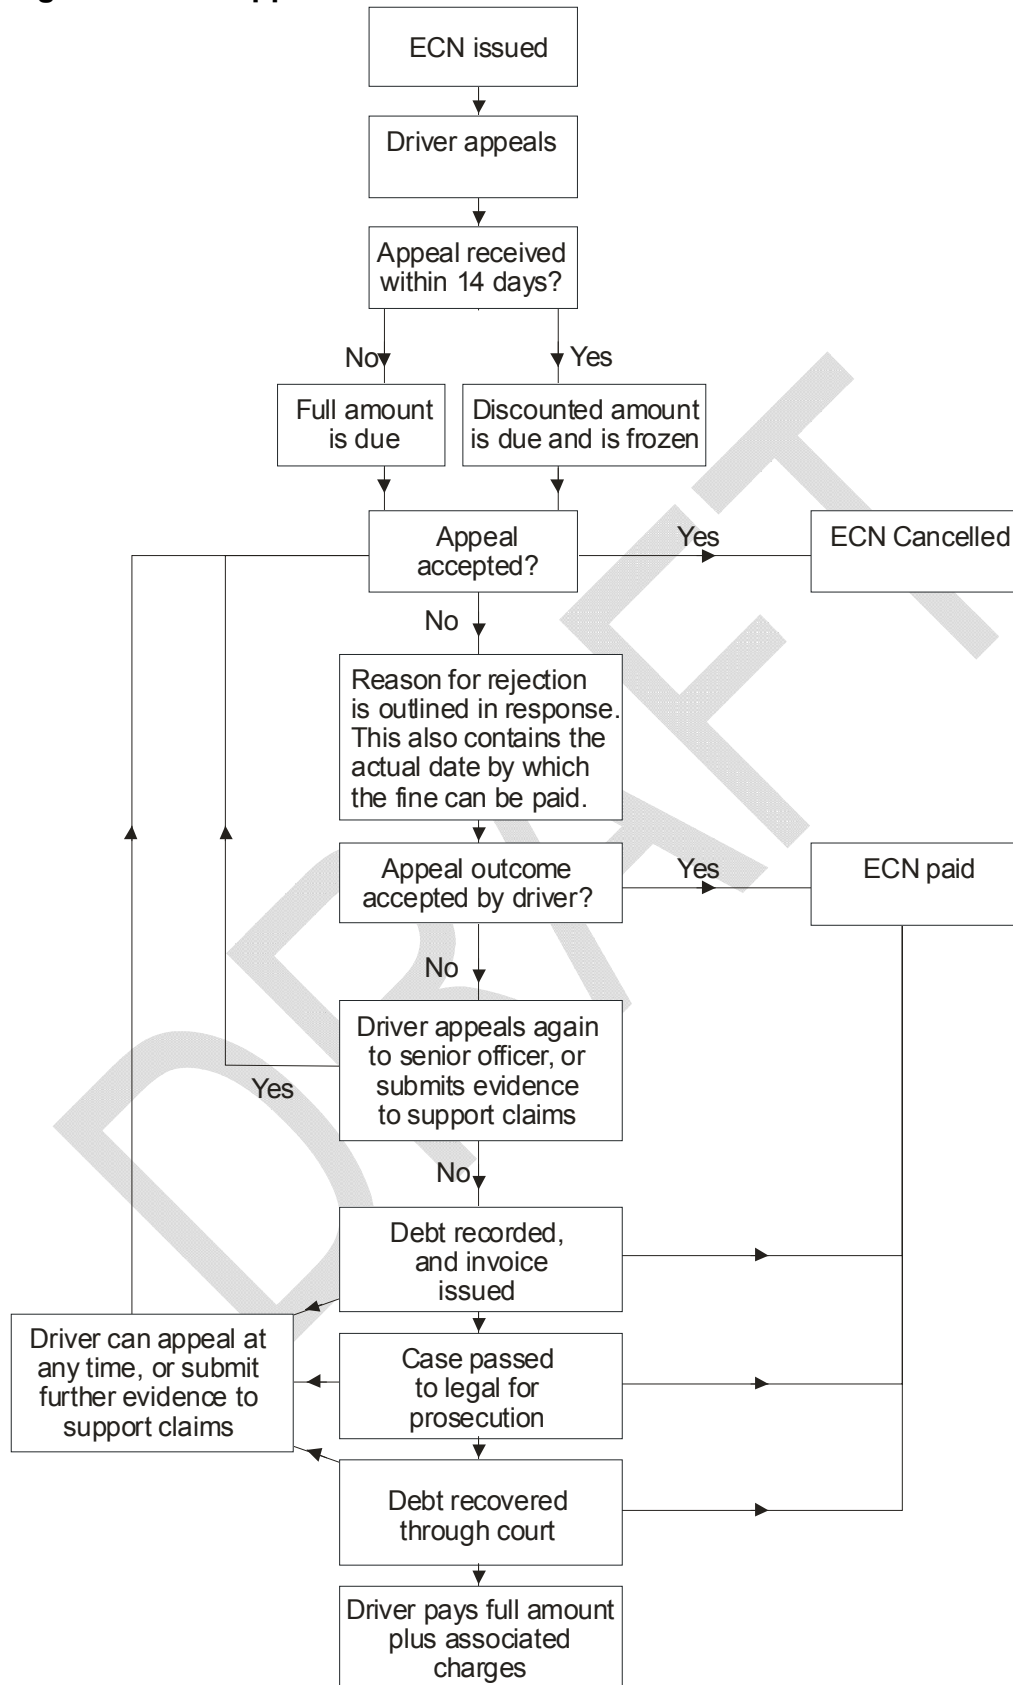 ECN issued
Driver appeals
Appeal received
within 14 days?
No
Yes
Full amount
is due
Discounted amount
is due and is frozen
Appeal
accepted?
Yes
ECN Cancelled
No
Reason for rejection
is outlined in response.
This also contains the
actual date by which
the fine can be paid.
Appeal outcome
accepted by driver?
Yes
ECN paid
No
Driver appeals again
to senior officer, or
submits evidence
to support claims
Yes
No
Debt recorded,
and invoice
issued
Driver can appeal at
any time, or submit
further evidence to
support claims
Case passed
to legal for
prosecution
Debt recovered
through court
Driver pays full amount
plus associated
charges
DRAFT